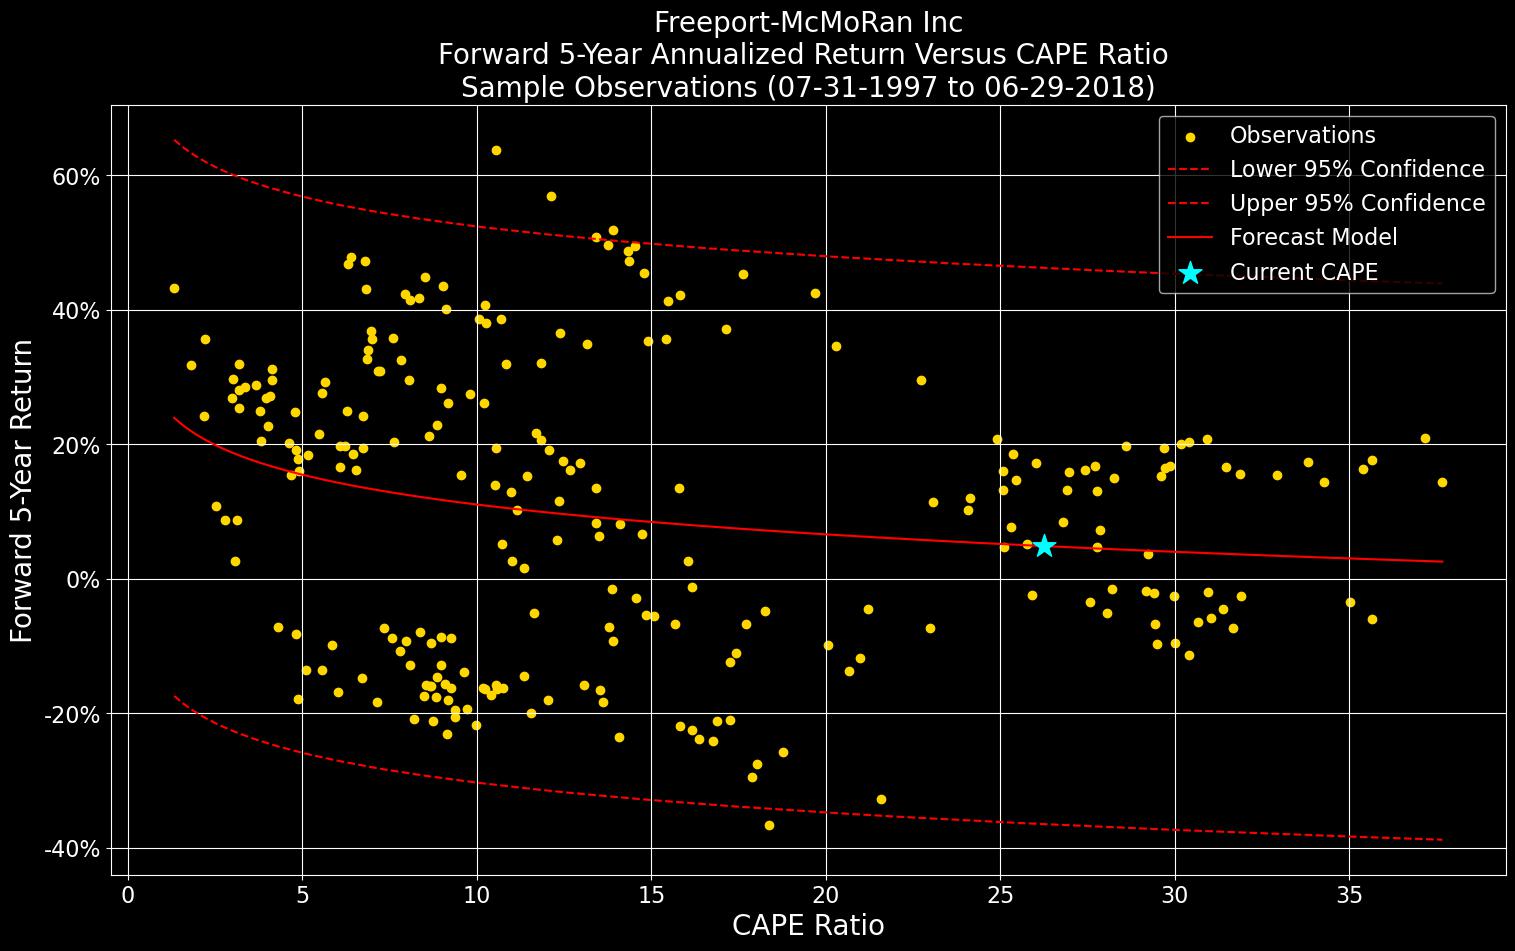 Freeport-McMoRan Inc
Forward 5-Year Annualized Return Versus CAPE Ratio
Sample Observations (07-31-1997 to 06-29-2018)
Observations
Lower 95% Confidence
Upper 95% Confidence
Forecast Model
Current CAPE
Forward 5-Year Return
60%
40%
20%
0%
-20%
-40%
0 5 10 15 20 25 30 35
CAPE Ratio